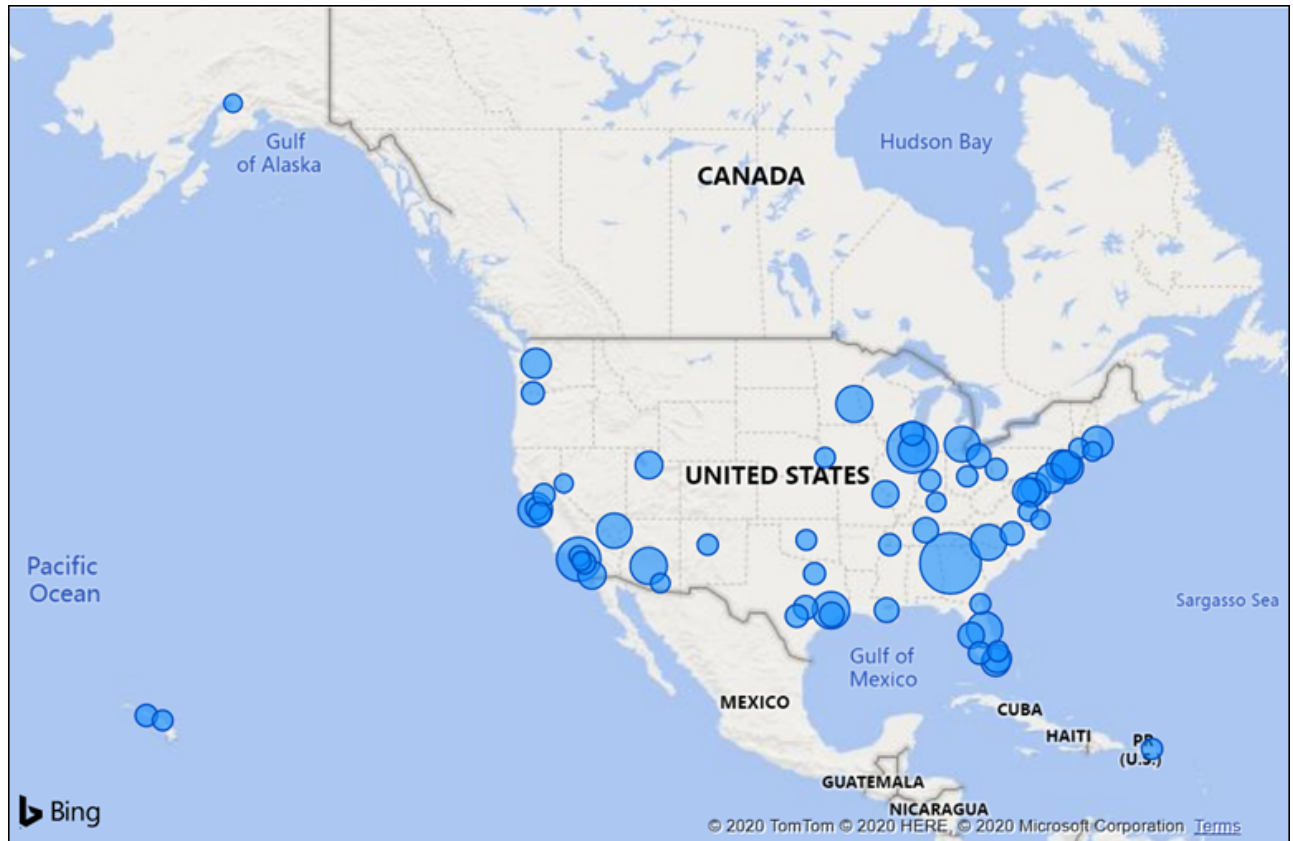 Gulf
of Alaska
Hudson Bay
CANADA
UNITED STATES
Pacific
Ocean
Sargasso Sea
Gulf of
Mexico
MEXICO
CUBA
HAITI
PR
(U.S.)
GUATEMALA
NICARAGUA
Bing
© 2020 TomTom © 2020 HERE, © 2020 Microsoft Corporation Terms